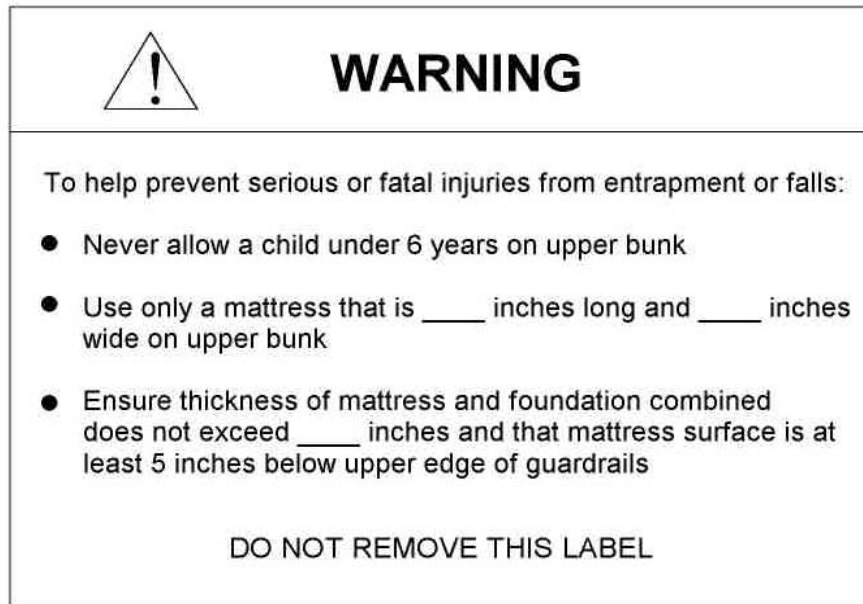 WARNING
To help prevent serious or fatal injuries from entrapment or falls:
● Never allow a child under 6 years on upper bunk
● Use only a mattress that is ____ inches long and ____ inches
wide on upper bunk
● Ensure thickness of mattress and foundation combined
does not exceed ____ inches and that mattress surface is at
least 5 inches below upper edge of guardrails
DO NOT REMOVE THIS LABEL